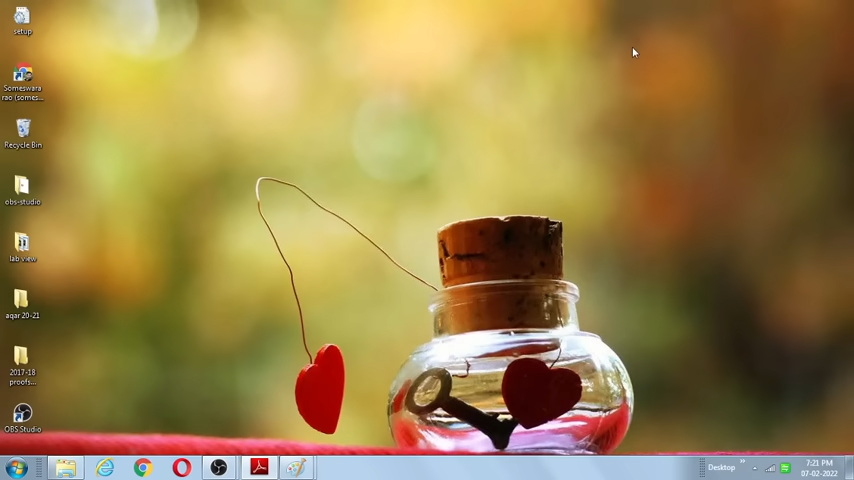 setup
Someswara
rao (somes...
Recycle Bin
obs-studio
lab view
aqar 20-21
2017-18
proofs...
OBS Studio
Desktop
7:21 PM
07-02-2022